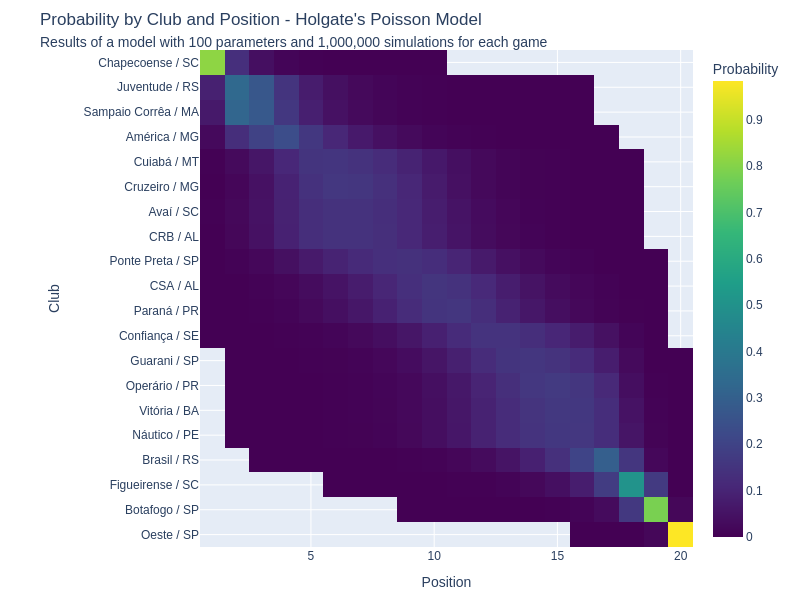 Probability by Club and Position - Holgate's Poisson Model
Results of a model with 100 parameters and 1,000,000 simulations for each game
Probability
Chapecoense / SC
Juventude / RS
Sampaio Corrêa / MA
América / MG
Cuiabá / MT
Cruzeiro / MG
Avaí / SC
CRB / AL
Ponte Preta / SP
CSA / AL
Paraná / PR
Confiança / SE
Guarani / SP
Operário / PR
Vitória / BA
Náutico / PE
Brasil / RS
Figueirense / SC
Botafogo / SP
Oeste / SP
Club
5
10
15
20
Position
0.9
0.8
0.7
0.6
0.5
0.4
0.3
0.2
0.1
0